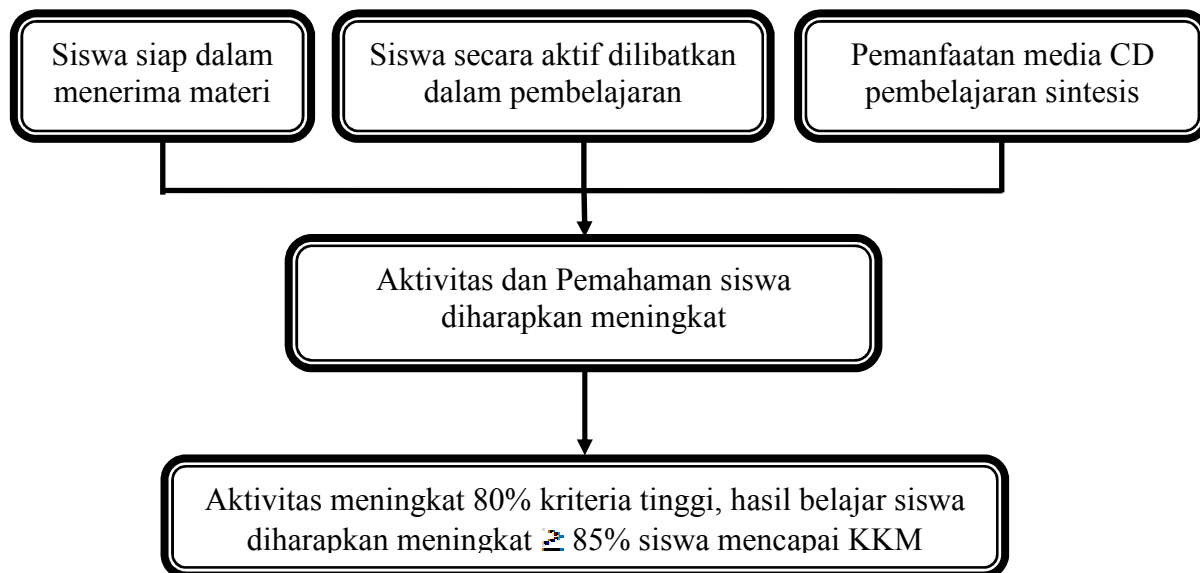 Siswa siap dalam
menerima materi
Siswa secara aktif dilibatkan
dalam pembelajaran
Pemanfaatan media CD
pembelajaran sintesis
Aktivitas dan Pemahaman siswa
diharapkan meningkat
Aktivitas meningkat 80% kriteria tinggi, hasil belajar siswa
diharapkan meningkat ≥ 85% siswa mencapai KKM